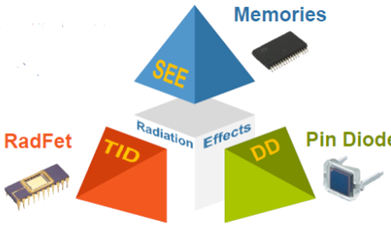 Memories
SEE
Radiation Effects
RadFet
TID
DD
Pin Diode